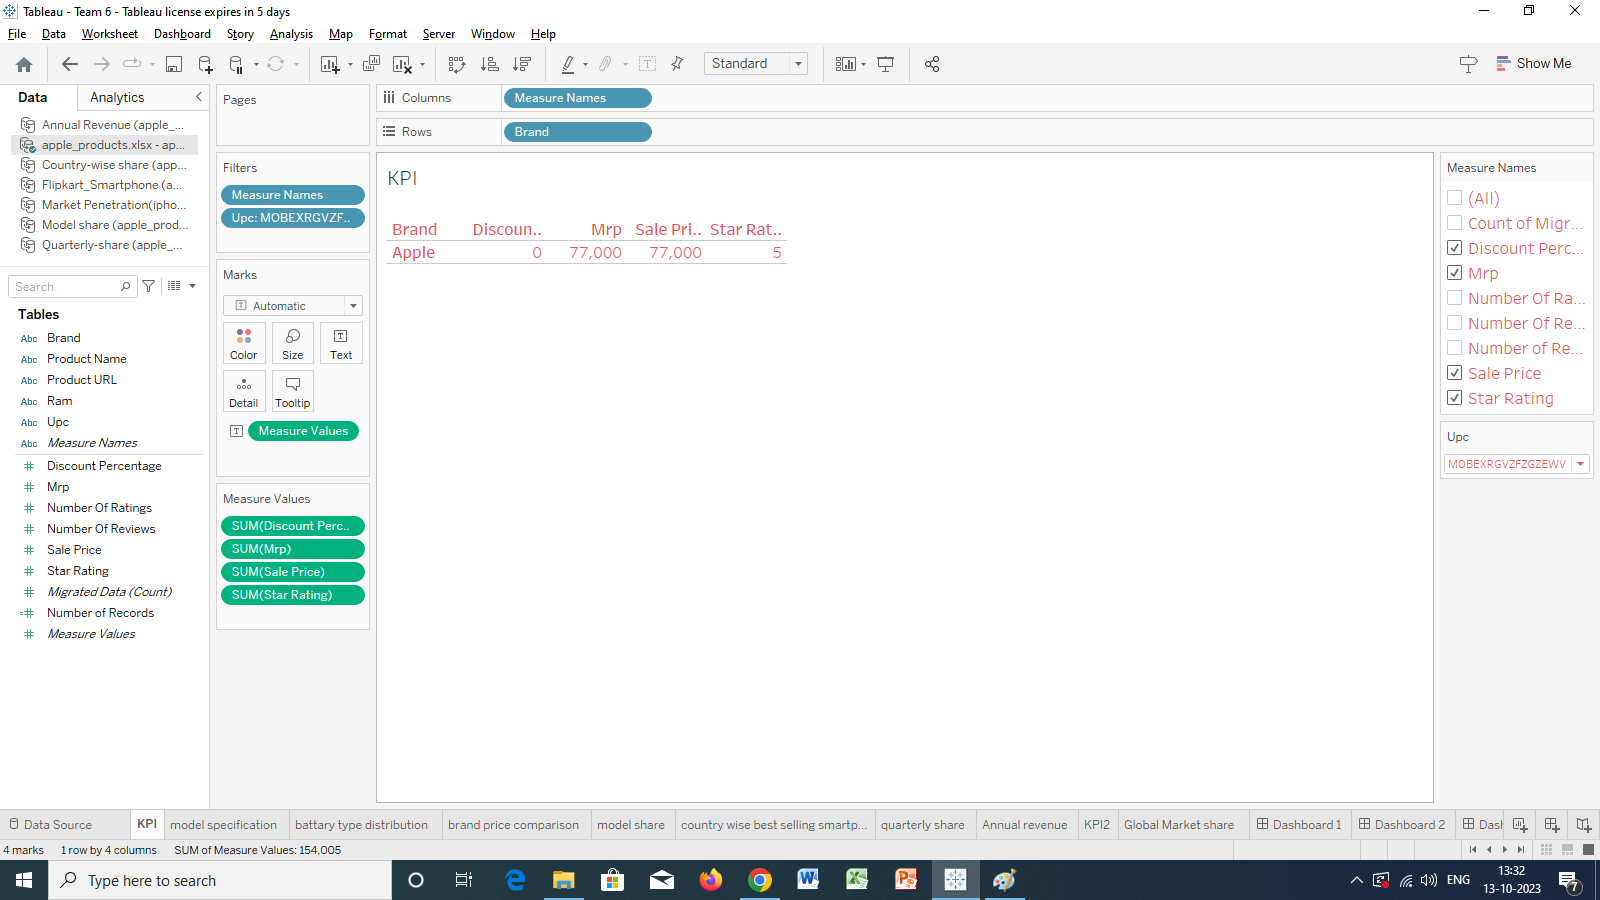 Tableau - Team 6 - Tableau license expires in 5 days
File Data Worksheet Dashboard Story Analysis Map Format Server Window Help
Standard
Show Me
Data Analytics
Annual Revenue (apple_...
apple_products.xlsx - ap...
Country-wise share (app...
Flipkart_Smartphone (a...
Market Penetration(ipho...
Model share (apple_prod...
Quarterly-share (apple_...
Search
Tables
Abc Brand
Abc Product Name
Abc Product URL
Abc Ram
Abc Upc
Abc Measure Names
# Discount Percentage
# Mrp
# Number Of Ratings
# Number Of Reviews
# Sale Price
# Star Rating
# Migrated Data (Count)
=# Number of Records
# Measure Values
Pages
Filters
Measure Names
Upc: MOBEXRGVZF..
Marks
T Automatic
Color Size Text
Detail Tooltip
T Measure Values
Measure Values
SUM(Discount Perc..
SUM(Mrp)
SUM(Sale Price)
SUM(Star Rating)
Columns Measure Names
Rows Brand
KPI
Brand Discoun.. Mrp Sale Pri.. Star Rat..
Apple 0 77,000 77,000 5
Measure Names
(All)
Count of Migr...
Discount Perc...
Mrp
Number Of Ra...
Number Of Re...
Number of Re...
Sale Price
Star Rating
Upc
MOBEXRGVZFZGZEWV
Data Source KPI model specification battary type distribution brand price comparison model share country wise best selling smartp... quarterly share Annual revenue KPI2 Global Market share Dashboard 1 Dashboard 2 Dash
4 marks 1 row by 4 columns SUM of Measure Values: 154,005
Type here to search
ENG
13:32
13-10-2023
7